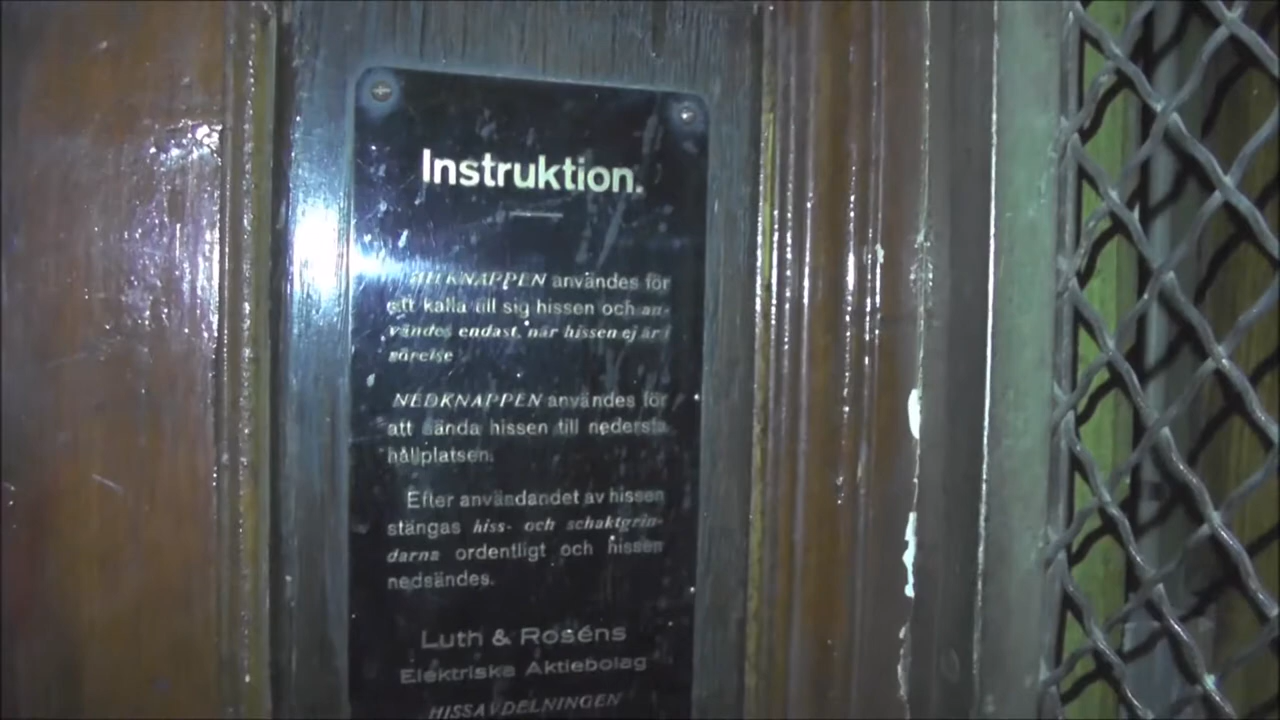 Instruktion.
HITKNAPPEN användes för
att kalla till sig hissen och an-
vändes endast, när hissen ej är i
rörelse
NEDKNAPPEN användes för
att sända hissen till nedersta
hållplatsen.
Efter användandet av hissen
stängas hiss- och schaktgrin-
darna ordentligt och hissen
nedsändes.
Luth & Roséns
Elektriska Aktiebolag
HISSAVDELNINGEN